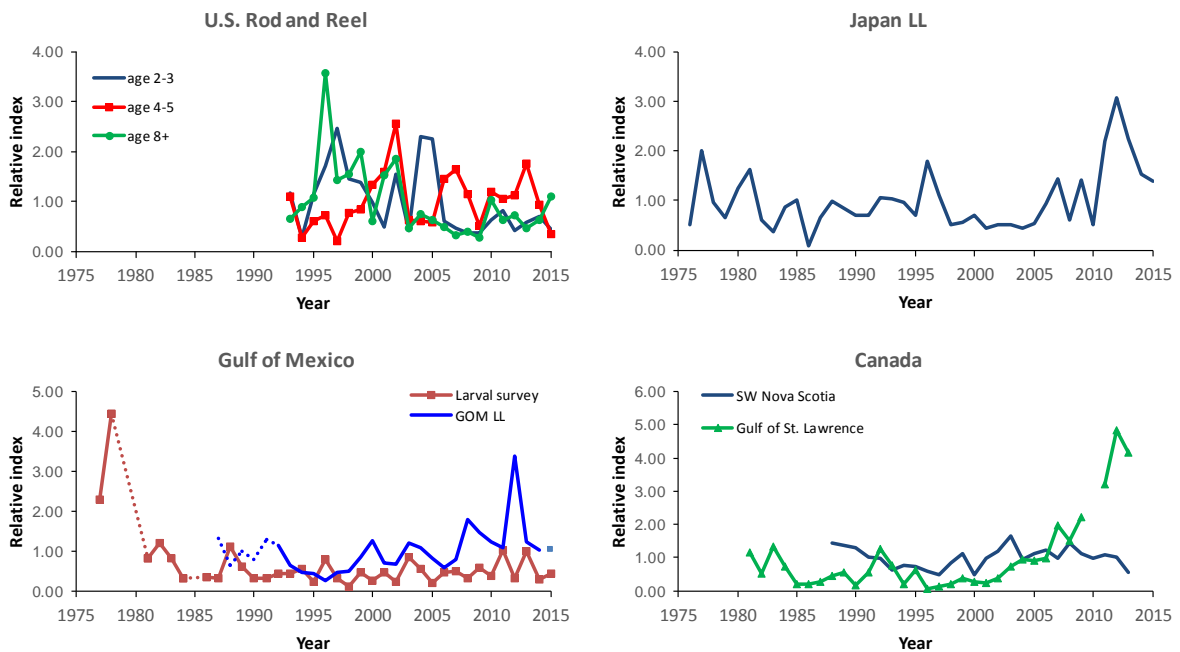 U.S. Rod and Reel
4.00
3.00
2.00
1.00
0.00
Relative index
age 2-3
age 4-5
age 8+
1975 1980 1985 1990 1995 2000 2005 2010 2015
Year
Japan LL
4.00
3.00
2.00
1.00
0.00
Relative index
1975 1980 1985 1990 1995 2000 2005 2010 2015
Year
Gulf of Mexico
5.00
4.00
3.00
2.00
1.00
0.00
Relative index
Larval survey
GOM LL
1975 1980 1985 1990 1995 2000 2005 2010 2015
Year
Canada
6.00
5.00
4.00
3.00
2.00
1.00
0.00
Relative index
SW Nova Scotia
Gulf of St. Lawrence
1975 1980 1985 1990 1995 2000 2005 2010 2015
Year